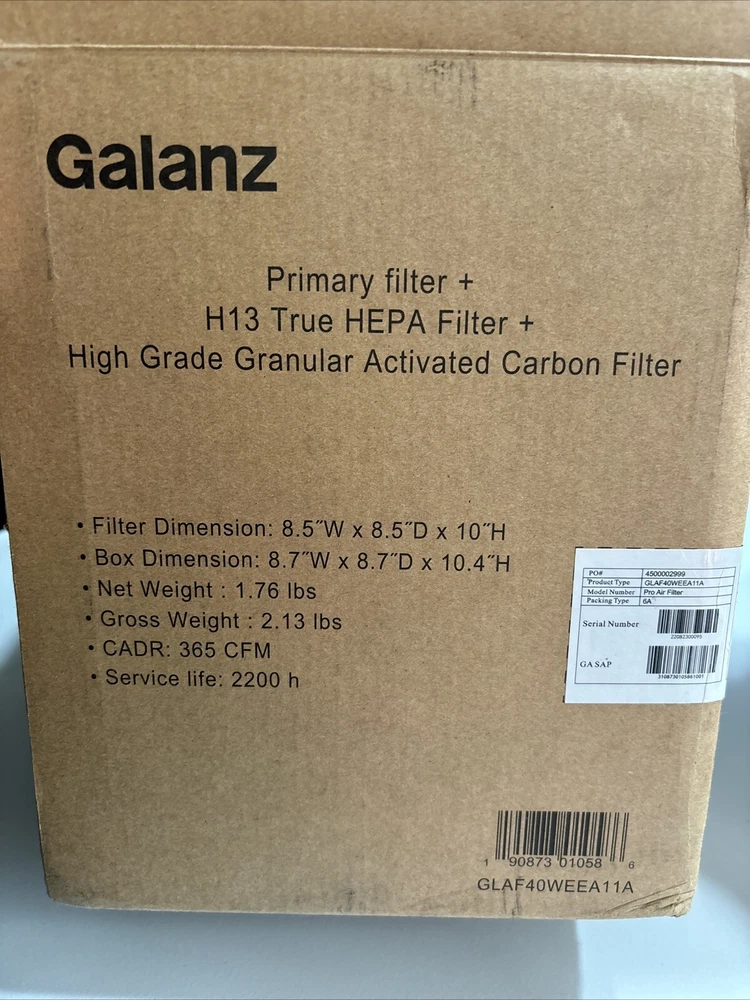 Galanz
Primary filter +
H13 True HEPA Filter +
High Grade Granular Activated Carbon Filter
• Filter Dimension: 8.5″W x 8.5″D x 10″H
• Box Dimension: 8.7″W x 8.7″D x 10.4″H
• Net Weight : 1.76 lbs
• Gross Weight : 2.13 lbs
• CADR: 365 CFM
• Service life: 2200 h
PO# 4500002999
Product Type GLAF40WEEA11A
Model Number Pro Air Filter
Packing Type 6A
Serial Number
22082300095
GA SAP
3108730105861001
1 90873 01058 6
GLAF40WEEA11A